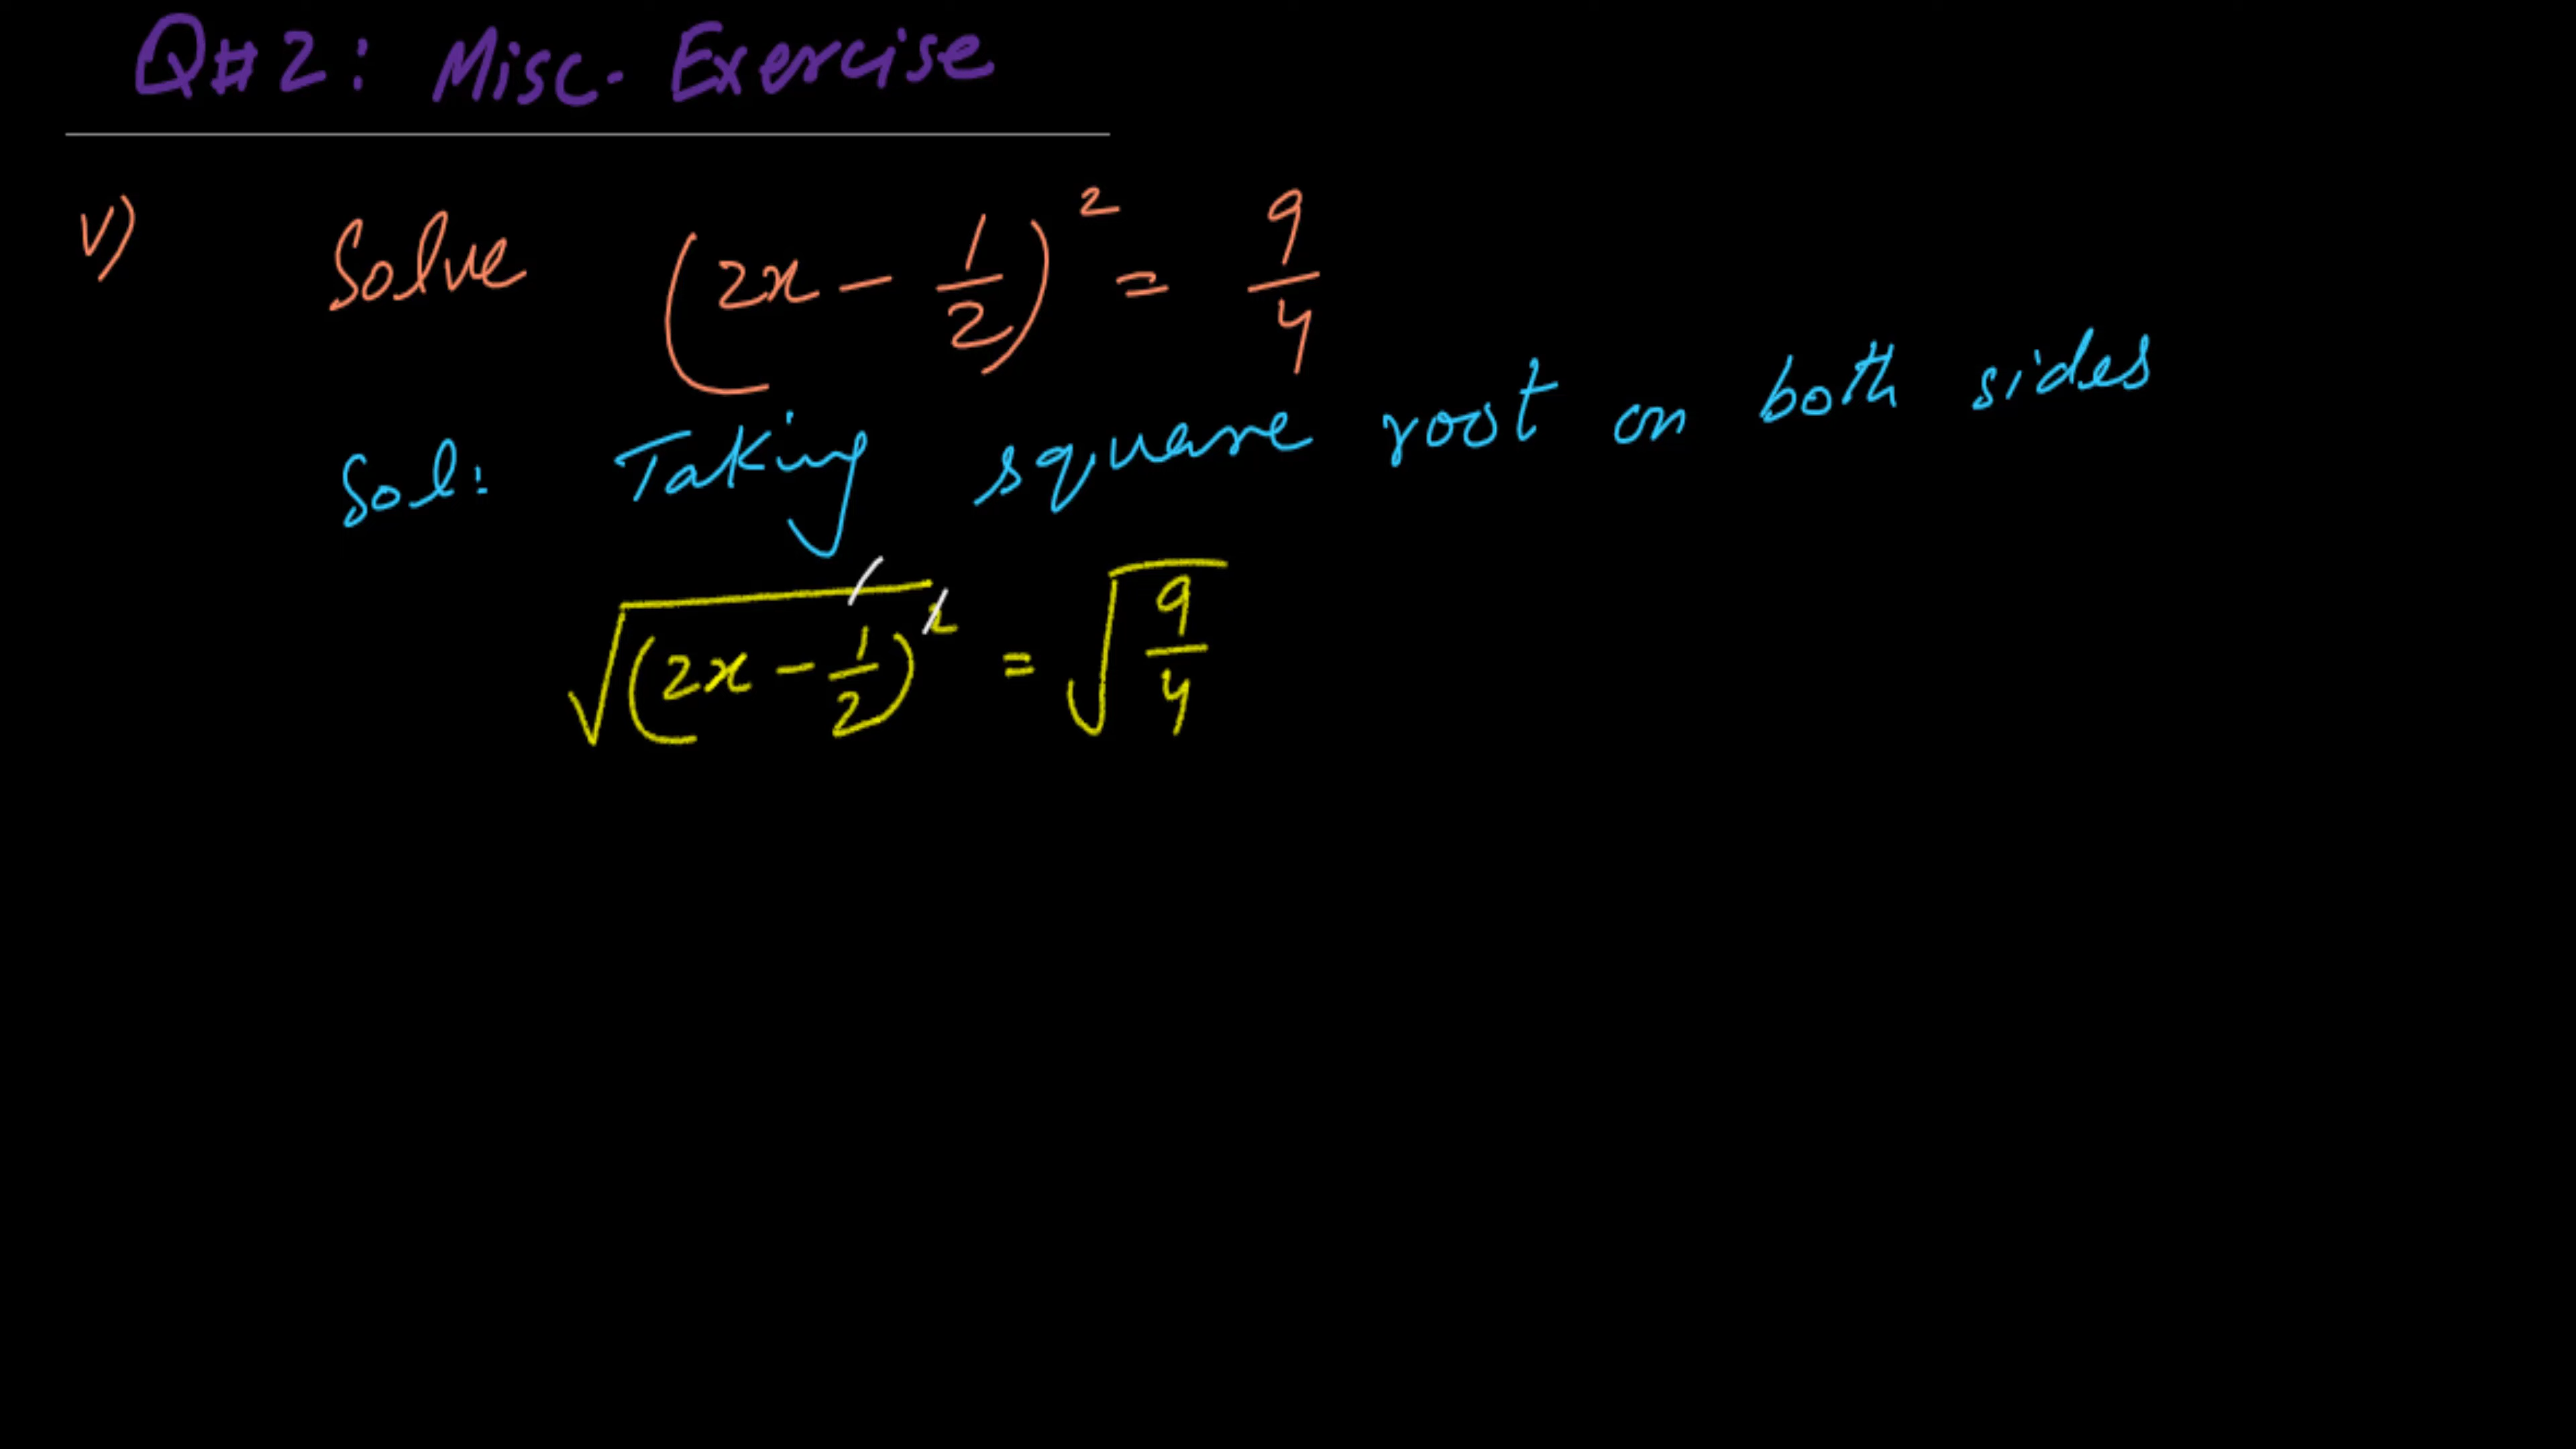 Q#2: Misc. Exercise
v) Solve (2x - 1/2)² = 9/4
Sol: Taking square root on both sides
√(2x - 1/2)² = √9/4